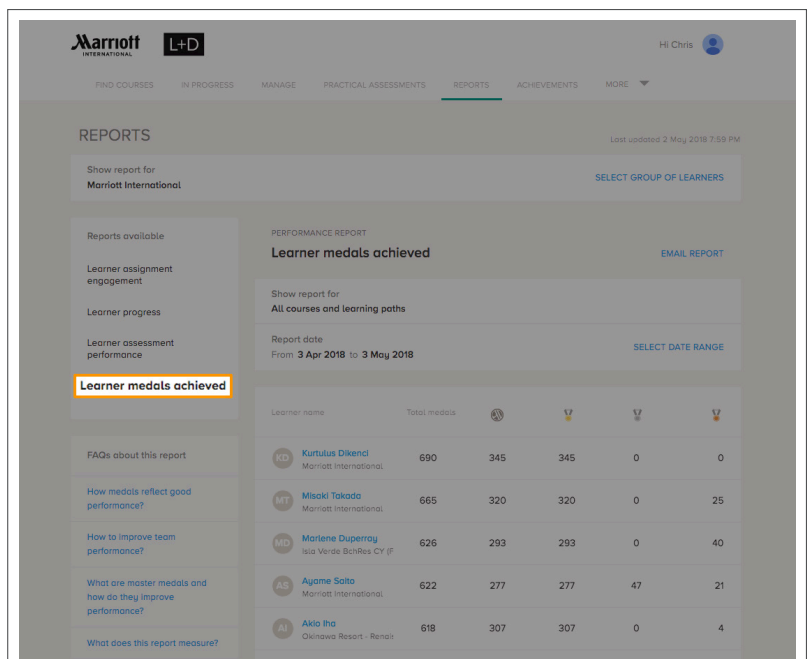 Marriott
INTERNATIONAL
L+D
Hi Chris
FIND COURSES IN PROGRESS MANAGE PRACTICAL ASSESSMENTS REPORTS ACHIEVEMENTS MORE
REPORTS
Last updated 2 May 2018 7:59 PM
Show report for
Marriott International
SELECT GROUP OF LEARNERS
Reports available
Learner assignment
engagement
Learner progress
Learner assessment
performance
Learner medals achieved
FAQs about this report
How medals reflect good
performance?
How to improve team
performance?
What are master medals and
how do they improve
performance?
What does this report measure?
PERFORMANCE REPORT
Learner medals achieved
EMAIL REPORT
Show report for
All courses and learning paths
Report date
From 3 Apr 2018 to 3 May 2018
SELECT DATE RANGE
Learner name Total medals
KD Kurtulus Dikenci 690 345 345 0 0
Marriott International
MT Misaki Takada 665 320 320 0 25
Marriott International
MD Marlene Duperray 626 293 293 0 40
Isla Verde BchRes CY (F
AS Ayame Saito 622 277 277 47 21
Marriott International
AI Akio Iho 618 307 307 0 4
Okinawa Resort - Renais